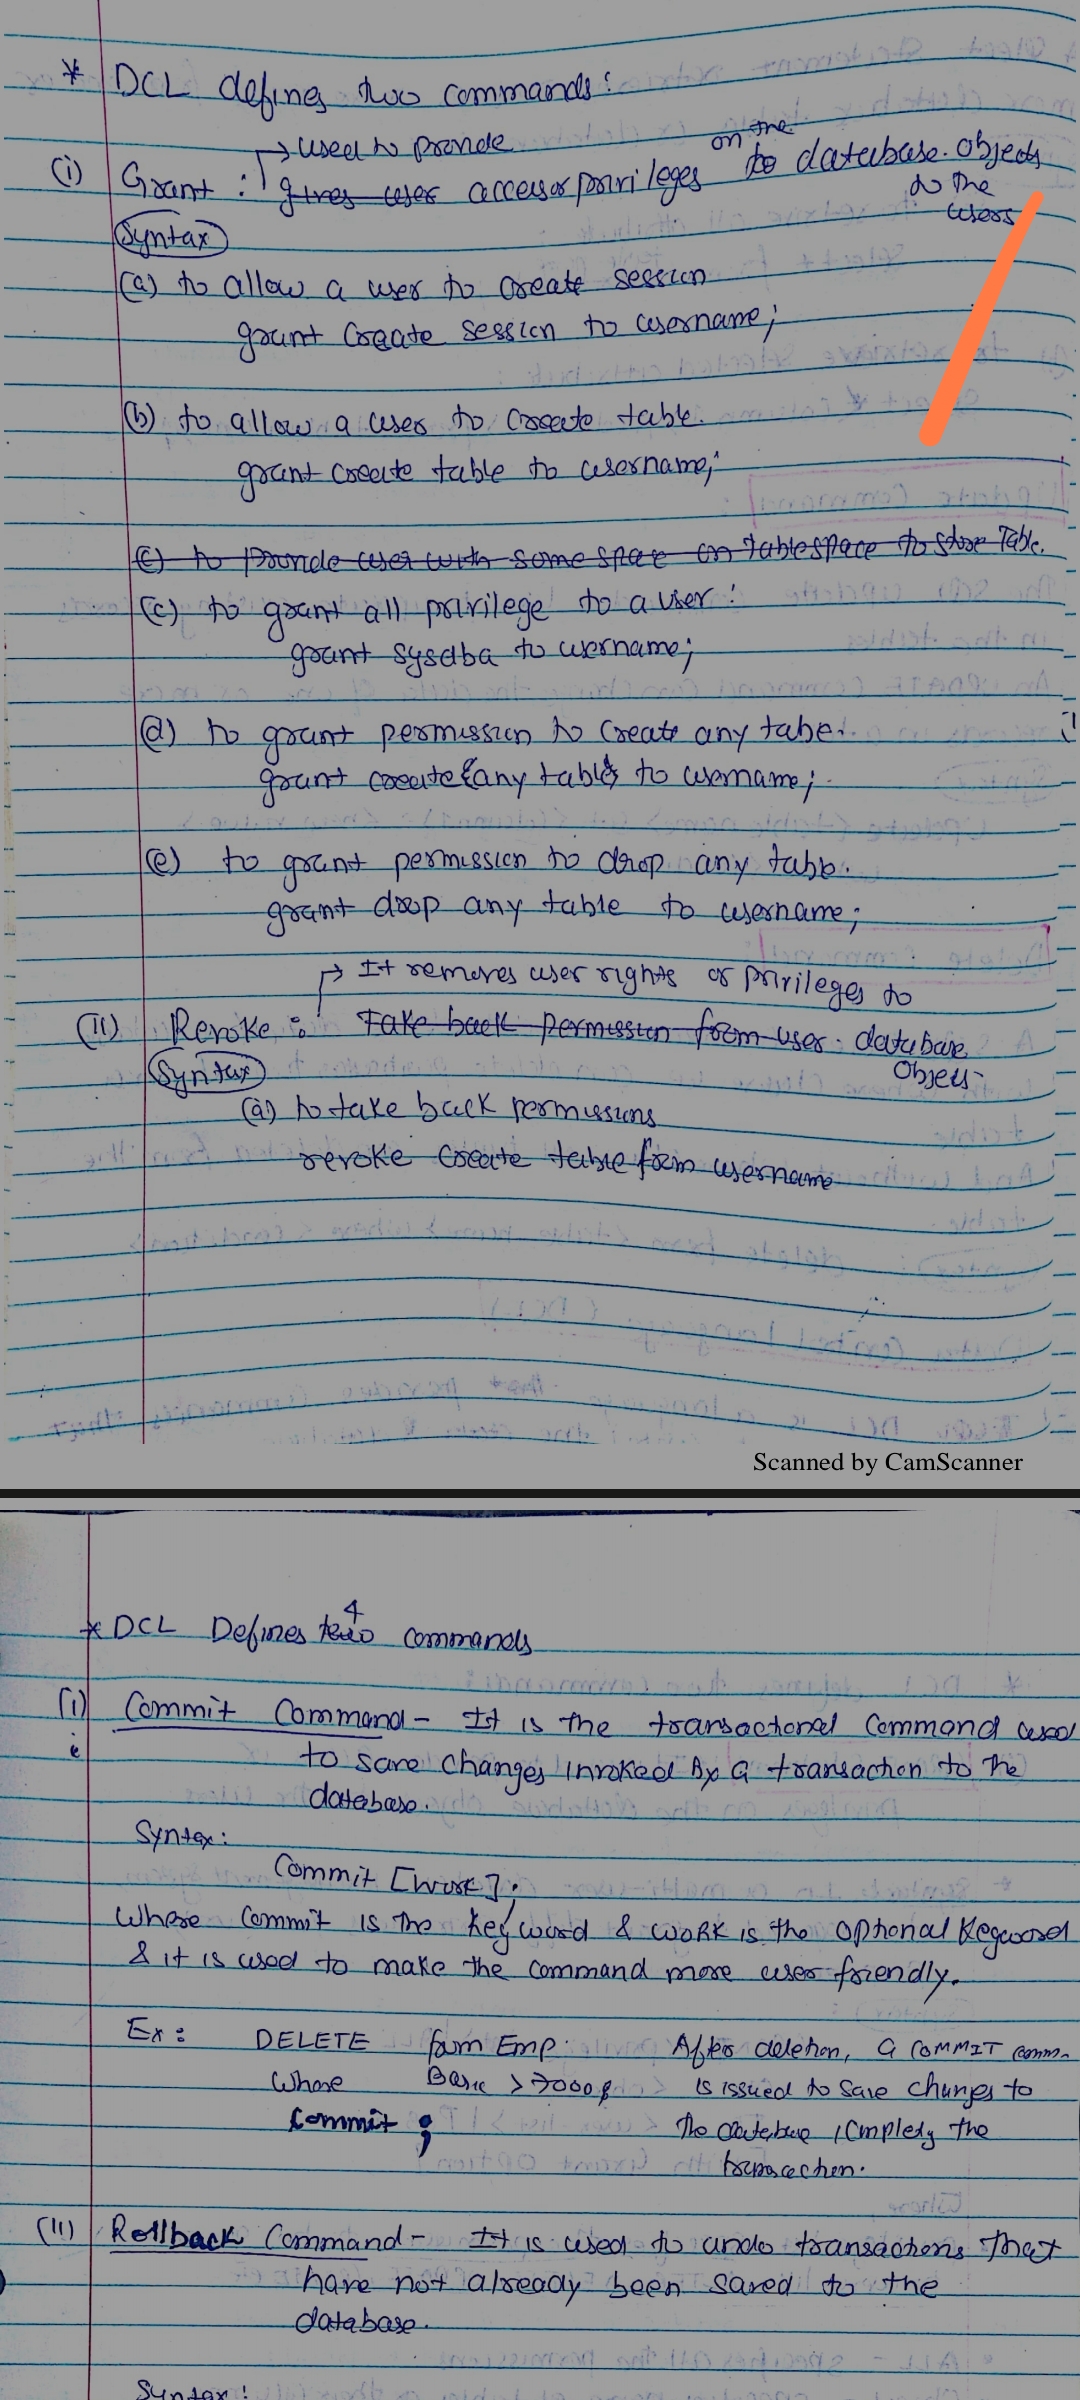 * DCL defines two commands:
→ used to provide
(i) Grant : gives user access or privileges on the to database objects
to the users
Syntax
(a) to allow a user to create session
grant create session to username;
(b) to allow a user to create table.
grant create table to username;
(c) to provide user with some space on tablespace to store Table.
(c) to grant all privilege to a user:
grant sysdba to username;
(d) to grant permission to create any table.
grant create any table to username;
(e) to grant permission to drop any table.
grant drop any table to username;
→ It removes user rights or privileges to
(ii) Revoke : Take back permission from user. database
Objects
Syntax
(a) to take back permissions
revoke create table from username
Scanned by CamScanner
* DCL Defines two 4 commands
(i) Commit Command - It is the transactional command used
to save changes invoked by a transaction to the
database.
Syntax:
Commit [work];
Where commit is the keyword & WORK is the optional keyword
& it is used to make the command more user friendly.
Ex: DELETE from Emp After deletion, a COMMIT comm.
Where Basic > 7000 is issued to save changes to
Commit ; the database, the
transaction.
(ii) Rollback Command - It is used to undo transactions That
have not already been saved to the
database.
Syntax: